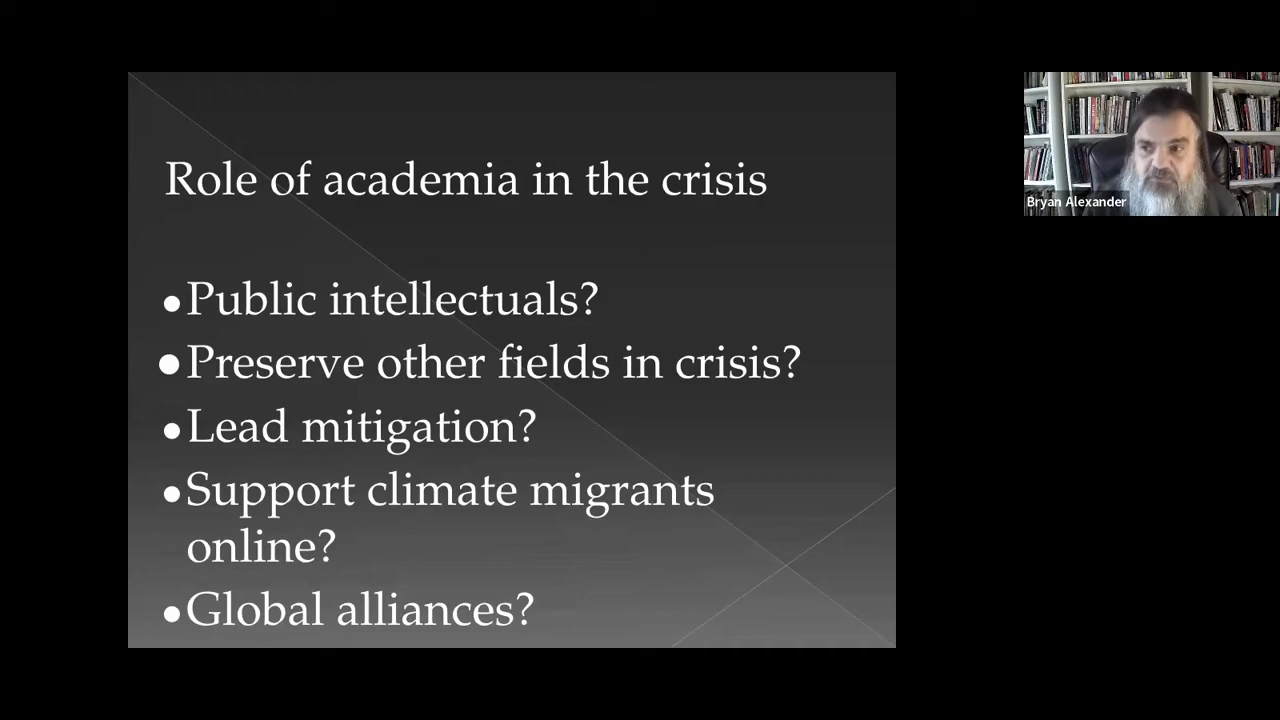 Role of academia in the crisis
●Public intellectuals?
●Preserve other fields in crisis?
●Lead mitigation?
●Support climate migrants
online?
●Global alliances?
Bryan Alexander